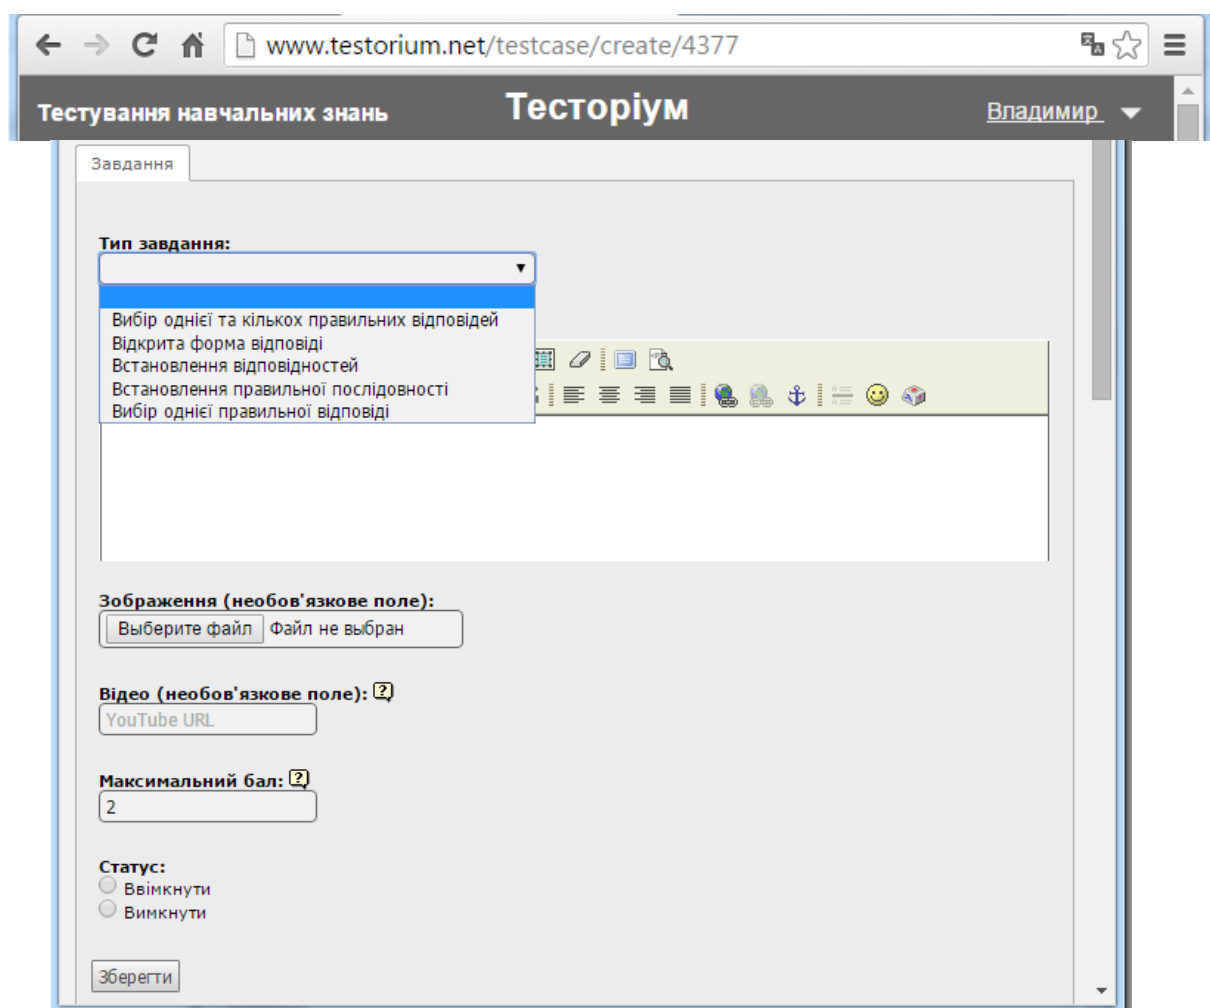 www.testorium.net/testcase/create/4377
Тестування навчальних знань Тесторіум Владимир
Завдання
Тип завдання:
Вибір однієї та кількох правильних відповідей
Відкрита форма відповіді
Встановлення відповідностей
Встановлення правильної послідовності
Вибір однієї правильної відповіді
Зображення (необов'язкове поле):
Выберите файл Файл не выбран
Відео (необов'язкове поле):
YouTube URL
Максимальний бал:
2
Статус:
Ввімкнути
Вимкнути
Зберегти